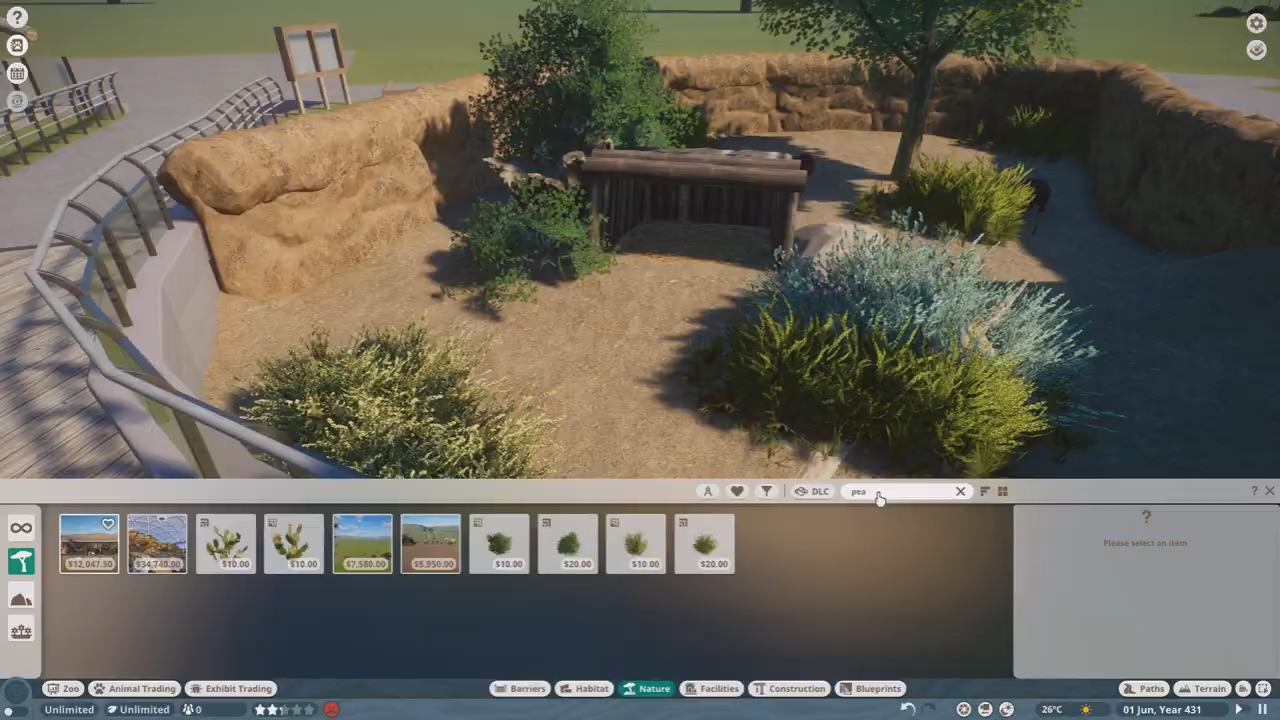 DLC
pea
$12,047.50
$34,740.00
$10.00
$10.00
$7,580.00
$5,950.00
$10.00
$20.00
$10.00
$20.00
Please select an item
Zoo
Animal Trading
Exhibit Trading
Barriers
Habitat
Nature
Facilities
Construction
Blueprints
Paths
Terrain
Unlimited
Unlimited
0
26°C
01 Jun, Year 431